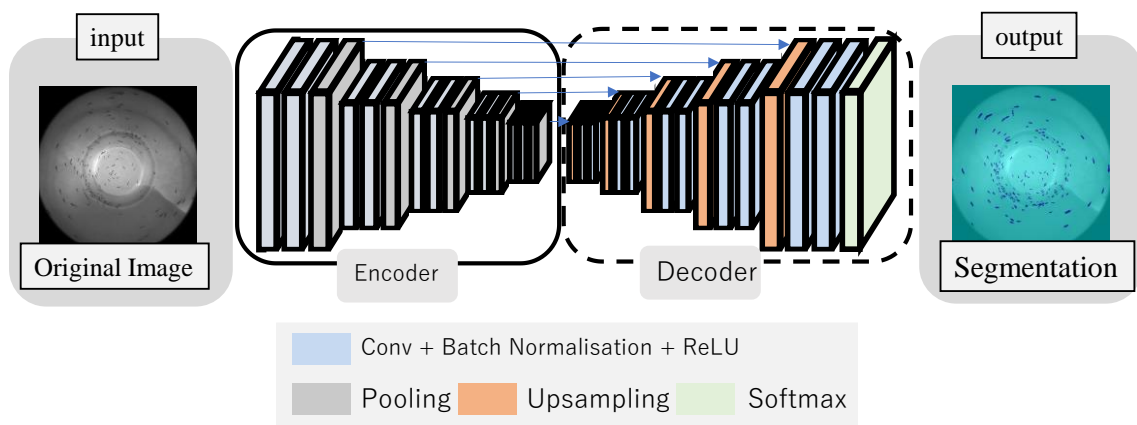 input
Original Image
Encoder
Decoder
output
Segmentation
Conv + Batch Normalisation + ReLU
Pooling
Upsampling
Softmax